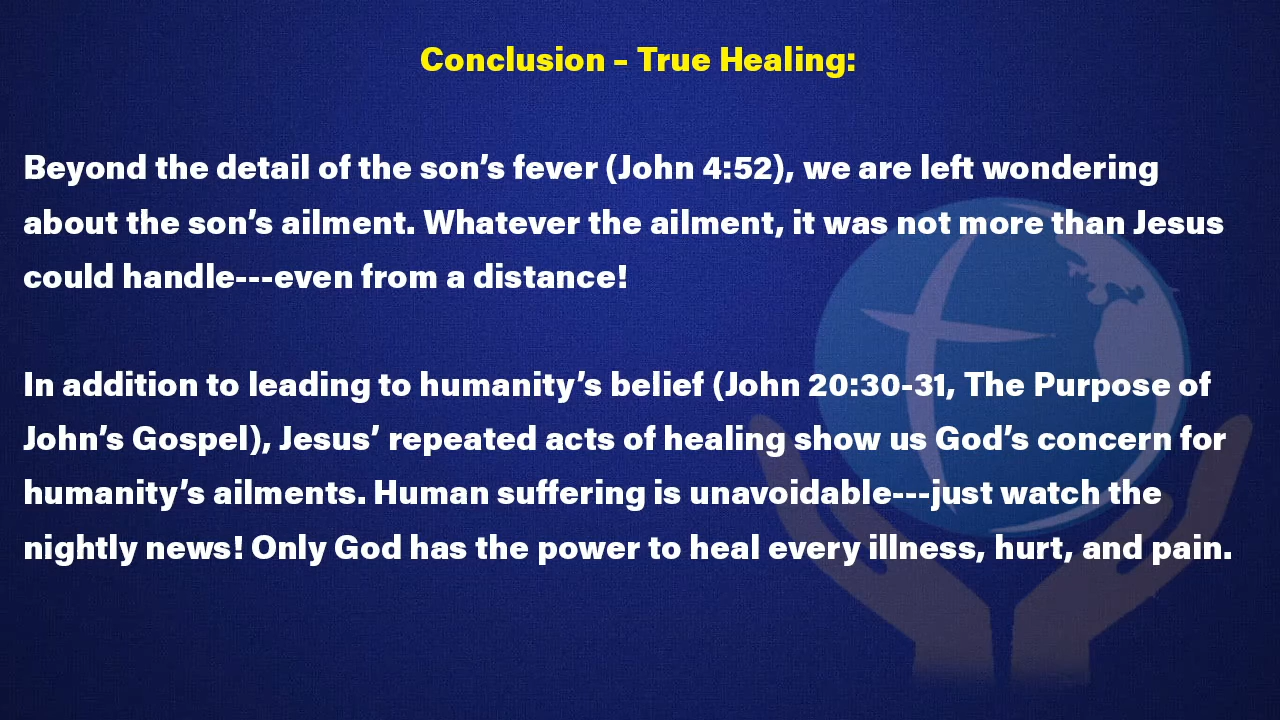 Conclusion – True Healing:
Beyond the detail of the son’s fever (John 4:52), we are left wondering
about the son’s ailment. Whatever the ailment, it was not more than Jesus
could handle---even from a distance!
In addition to leading to humanity’s belief (John 20:30-31, The Purpose of
John’s Gospel), Jesus’ repeated acts of healing show us God’s concern for
humanity’s ailments. Human suffering is unavoidable---just watch the
nightly news! Only God has the power to heal every illness, hurt, and pain.